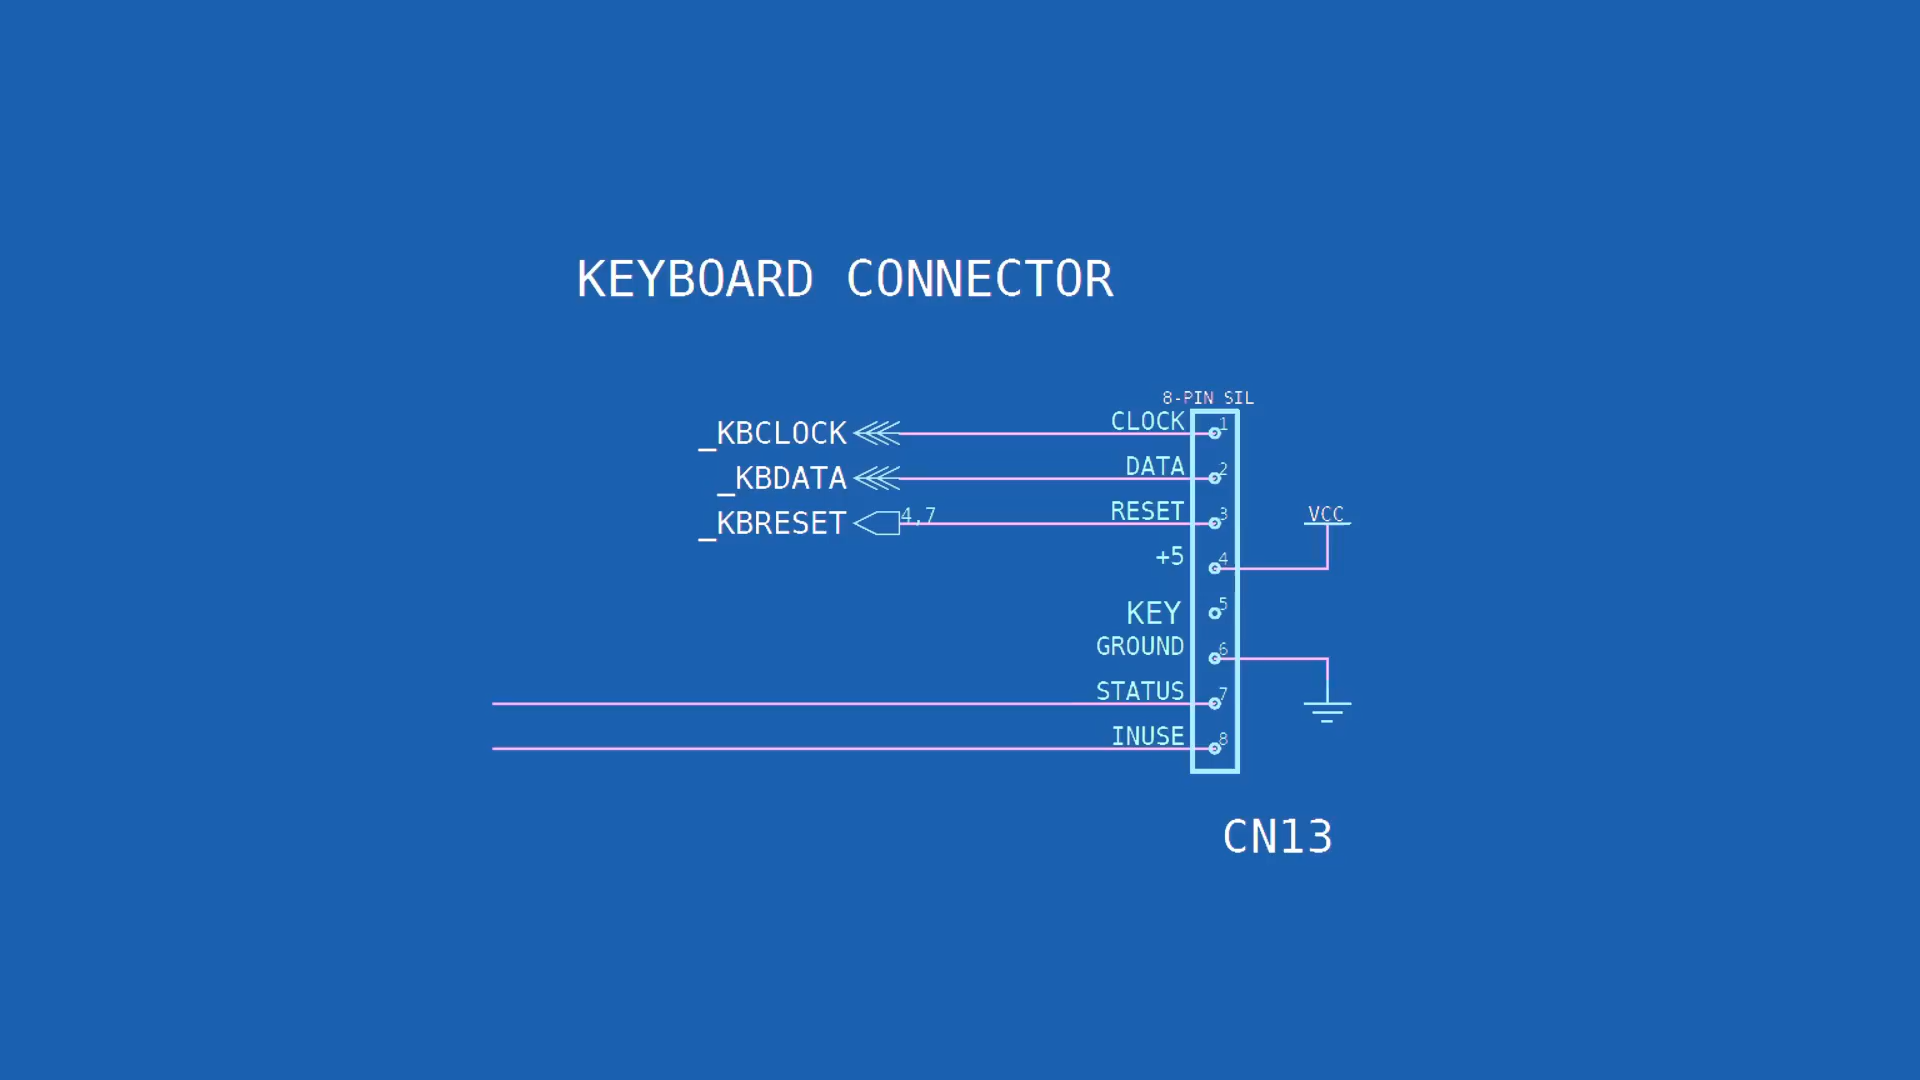 KEYBOARD CONNECTOR
8-PIN SIL
_KBCLOCK CLOCK 1
_KBDATA DATA 2
_KBRESET 4,7 RESET 3
VCC
+5 4
KEY 5
GROUND 6
STATUS 7
INUSE 8
CN13